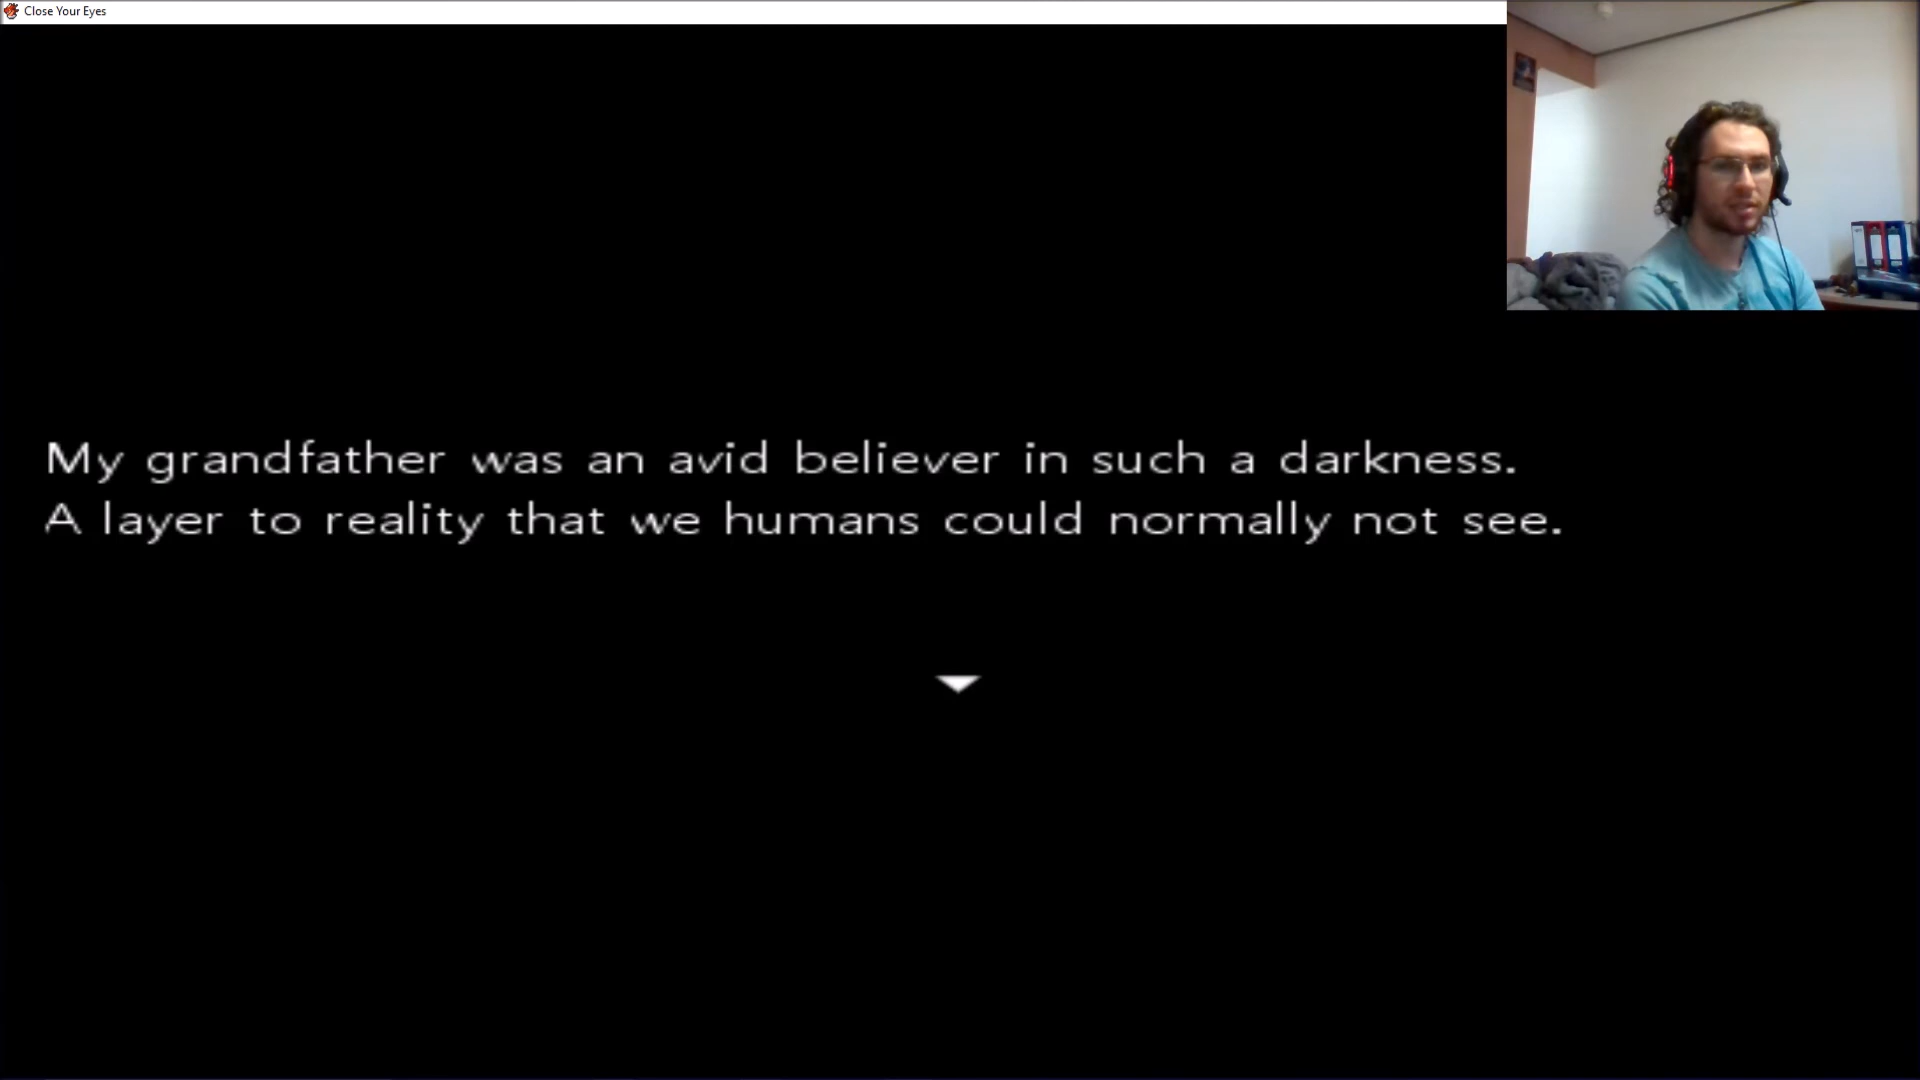 Close Your Eyes
My grandfather was an avid believer in such a darkness.
A layer to reality that we humans could normally not see.